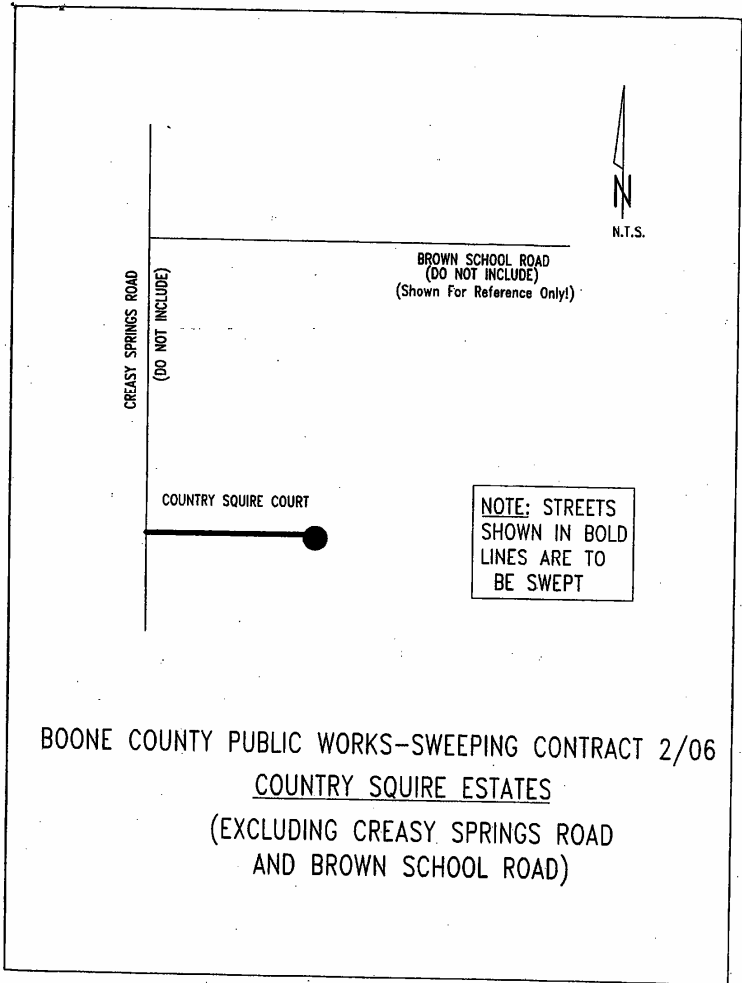 N
N.T.S.
BROWN SCHOOL ROAD
(DO NOT INCLUDE)
(Shown For Reference Only!)
CREASY SPRINGS ROAD
(DO NOT INCLUDE)
COUNTRY SQUIRE COURT
NOTE: STREETS
SHOWN IN BOLD
LINES ARE TO
BE SWEPT
BOONE COUNTY PUBLIC WORKS-SWEEPING CONTRACT 2/06
COUNTRY SQUIRE ESTATES
(EXCLUDING CREASY SPRINGS ROAD
AND BROWN SCHOOL ROAD)